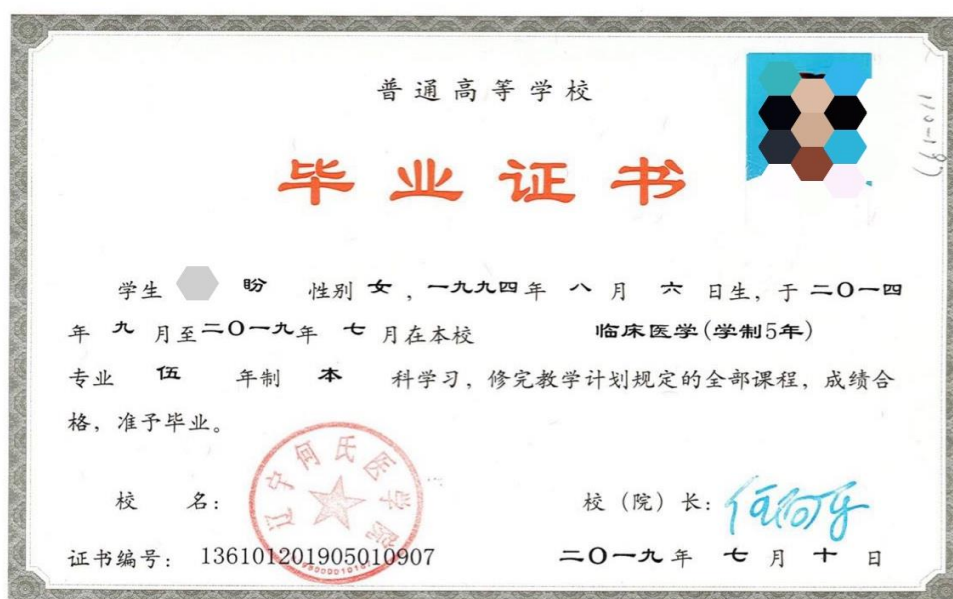 普通高等学校
毕业证书
学生 盼 性别 女，一九九四年 八 月 六 日生，于 二〇一四
年 九 月至二〇一九年 七 月在本校 临床医学(学制5年)
专业 伍 年制 本 科学习，修完教学计划规定的全部课程，成绩合
格，准予毕业。
校 名：
辽宁何氏医学院
校（院）长：
证书编号： 136101201905010907
二〇一九年 七 月 十 日